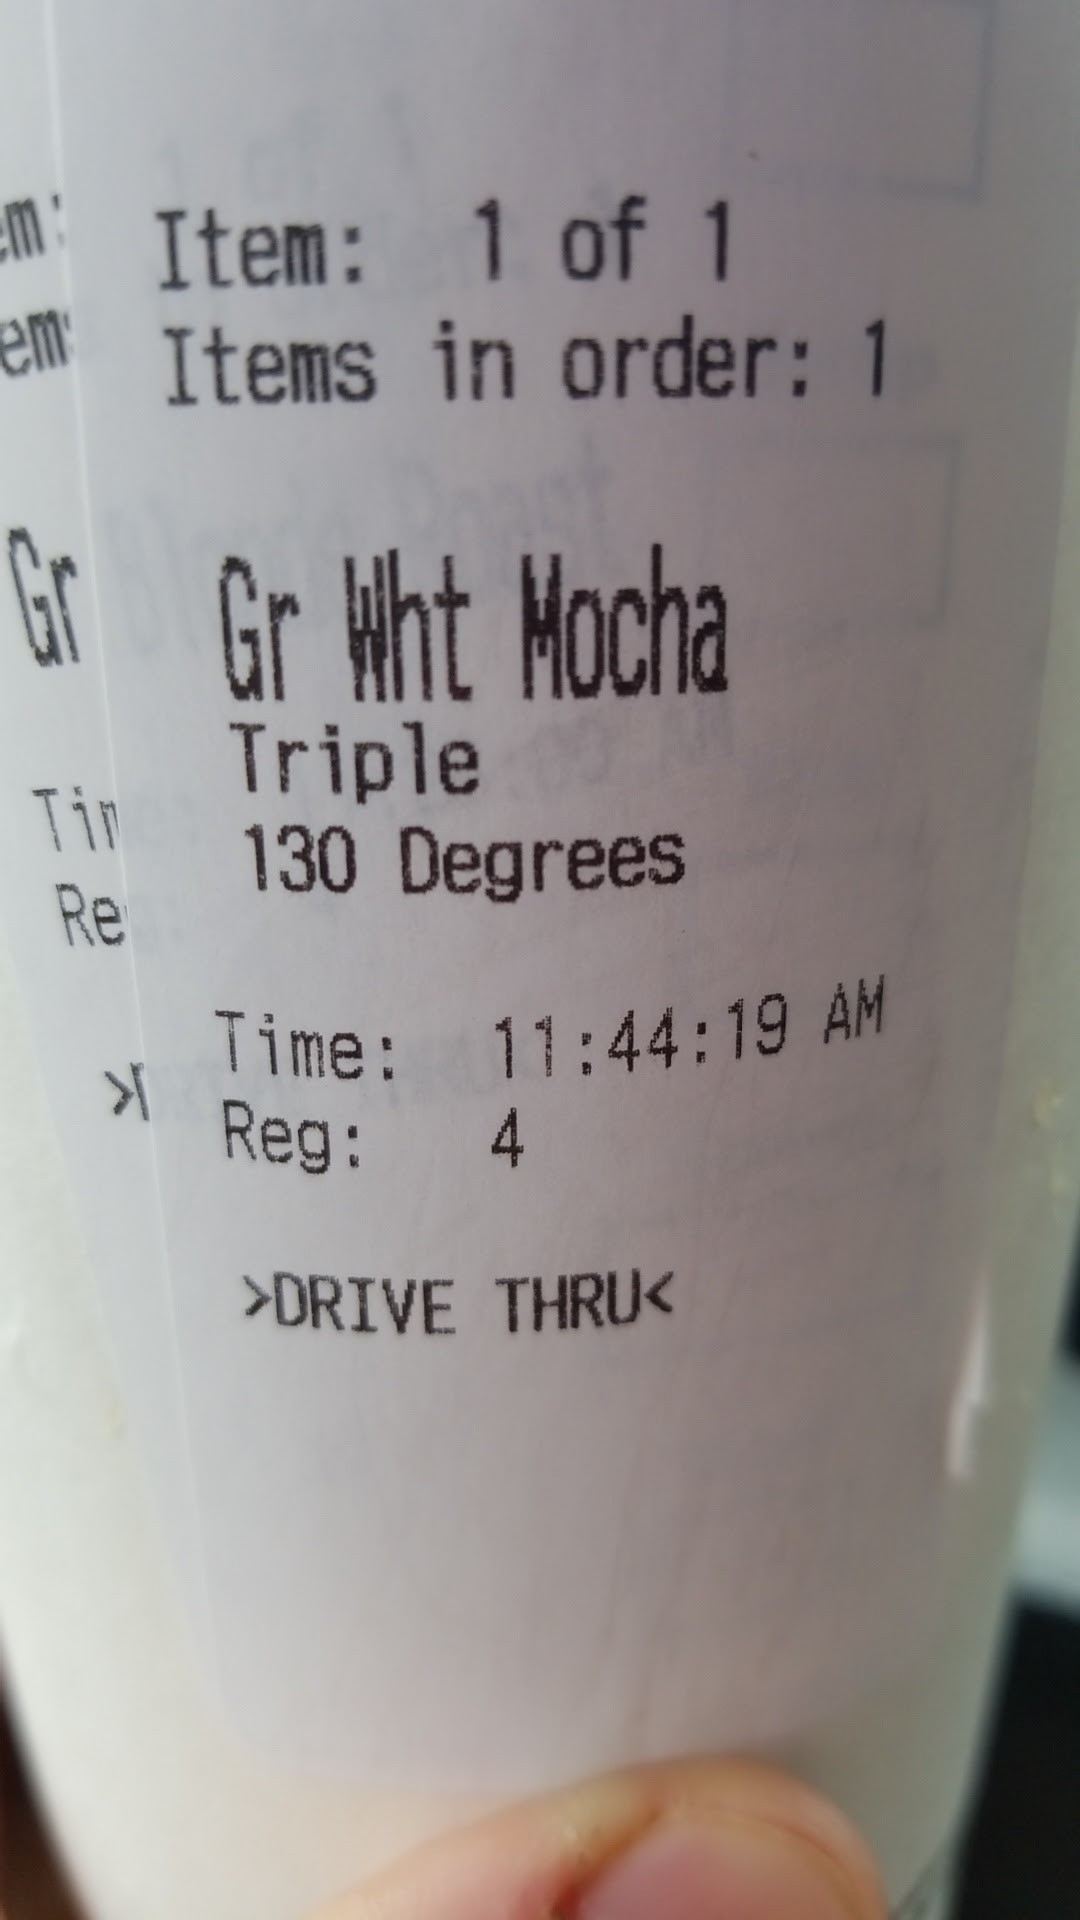 Item: 1 of 1
Items in order: 1
Gr Wht Mocha
Triple
130 Degrees
Time: 11:44:19 AM
Reg: 4
>DRIVE THRU<
Gr